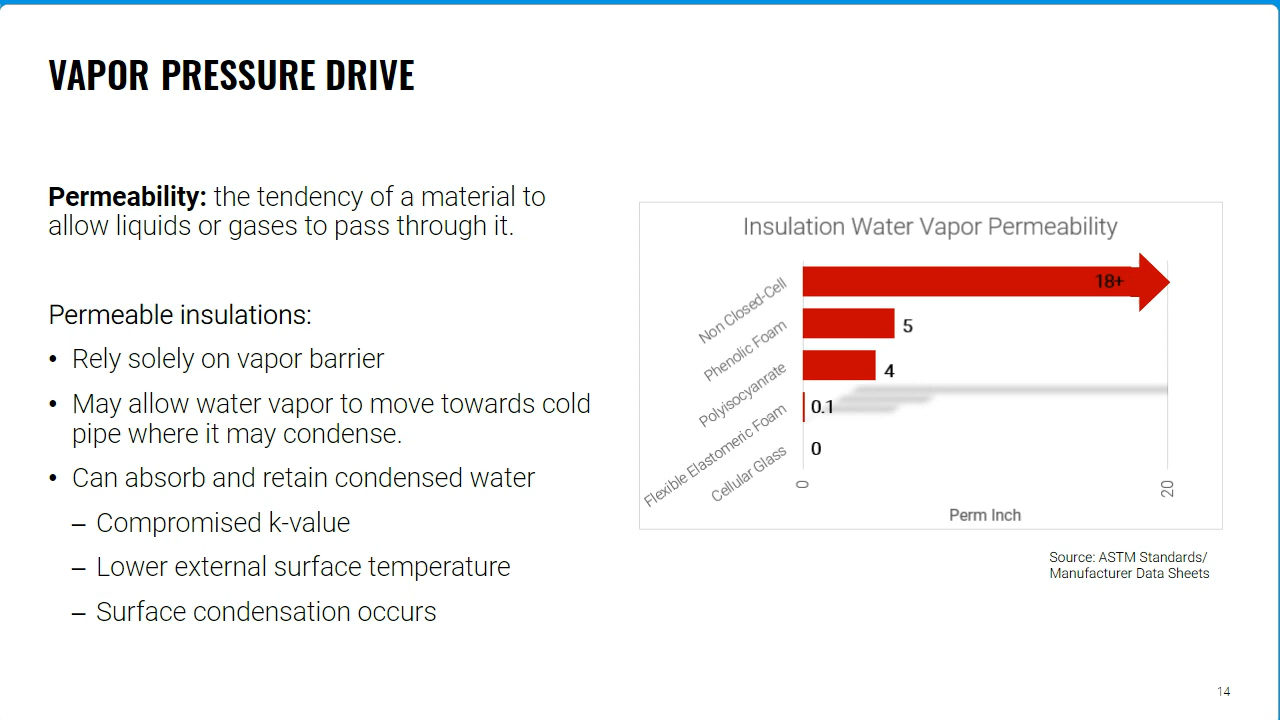 VAPOR PRESSURE DRIVE
Permeability: the tendency of a material to
allow liquids or gases to pass through it.
Permeable insulations:
• Rely solely on vapor barrier
• May allow water vapor to move towards cold
pipe where it may condense.
• Can absorb and retain condensed water
– Compromised k-value
– Lower external surface temperature
– Surface condensation occurs
Insulation Water Vapor Permeability
Non Closed-Cell
18+
Phenolic Foam
5
Polyisocyanrate
4
Flexible Elastomeric Foam
0.1
Cellular Glass
0
0
20
Perm Inch
Source: ASTM Standards/
Manufacturer Data Sheets
14